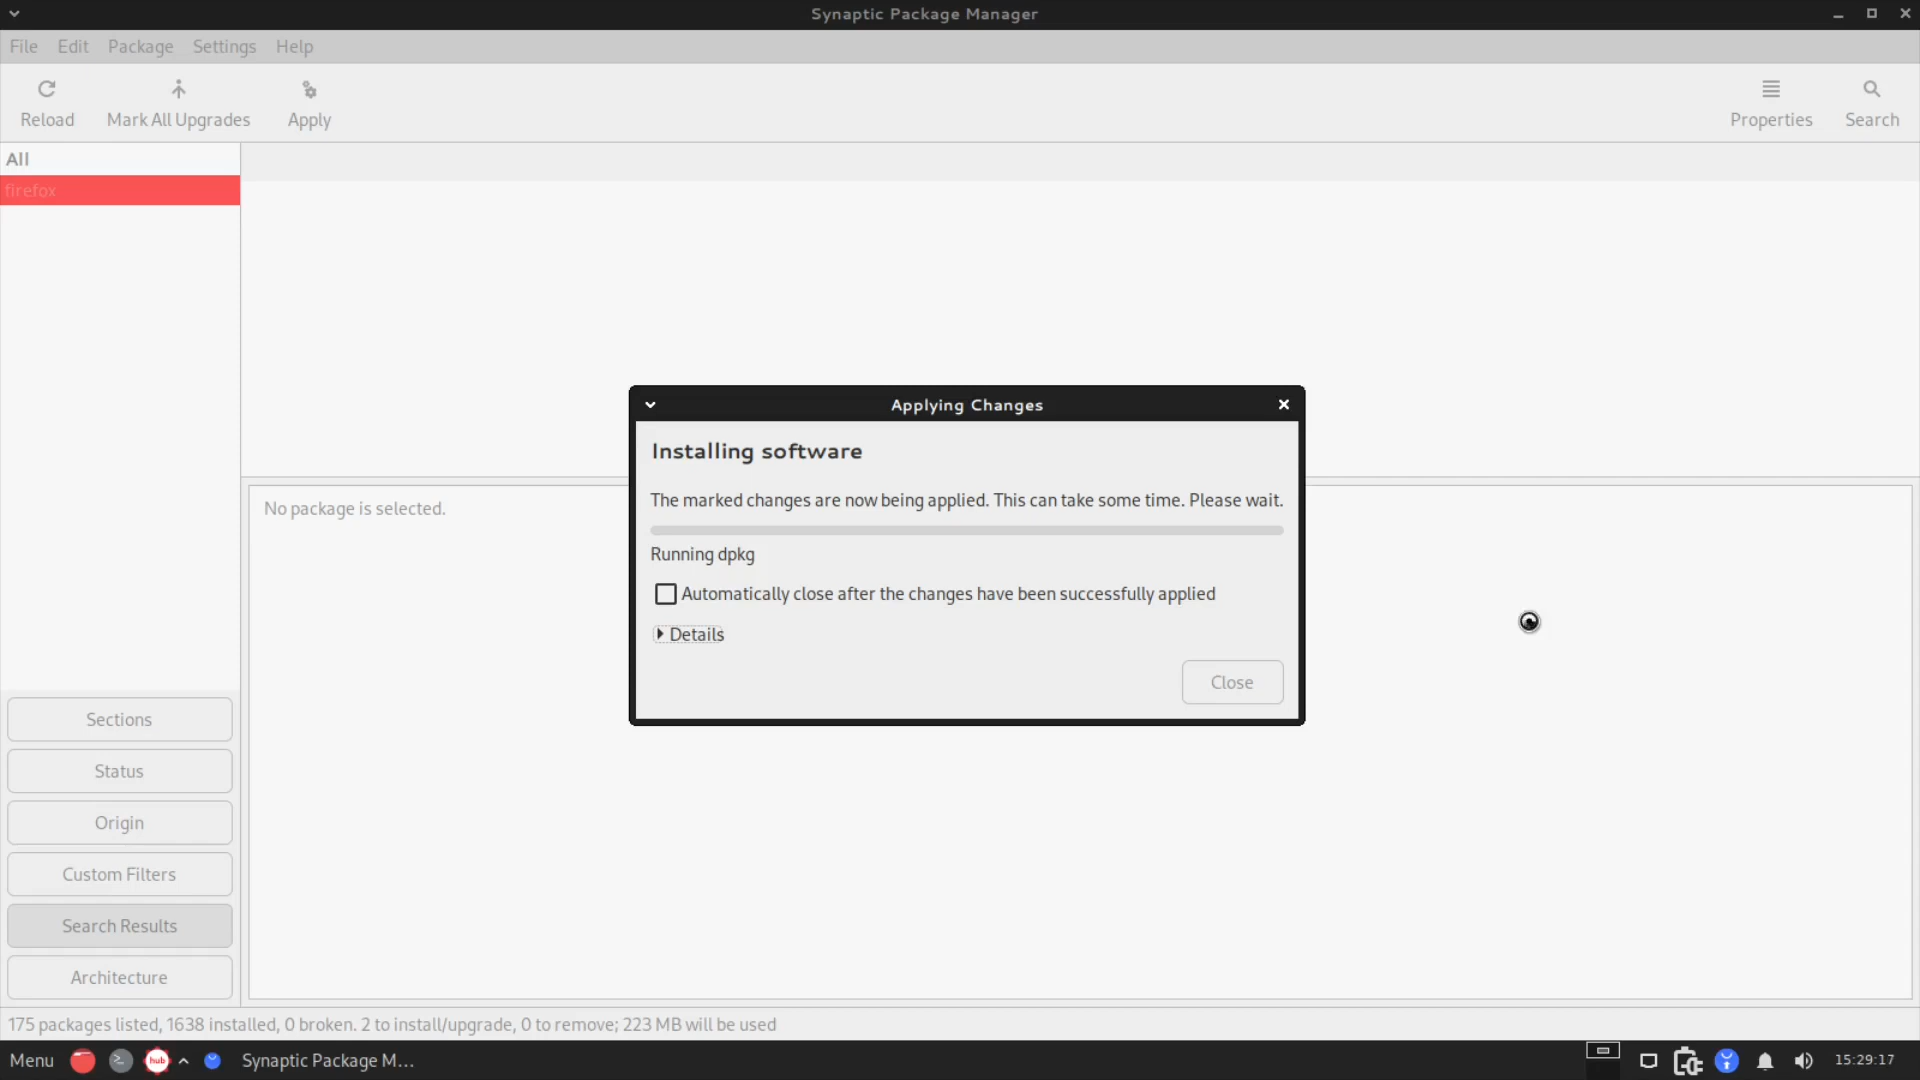 Synaptic Package Manager
File Edit Package Settings Help
Reload Mark All Upgrades Apply Properties Search
All
firefox
Applying Changes
Installing software
The marked changes are now being applied. This can take some time. Please wait.
No package is selected.
Running dpkg
Automatically close after the changes have been successfully applied
Details
Close
Sections
Status
Origin
Custom Filters
Search Results
Architecture
175 packages listed, 1638 installed, 0 broken. 2 to install/upgrade, 0 to remove; 223 MB will be used
Menu hub Synaptic Package M... 15:29:17